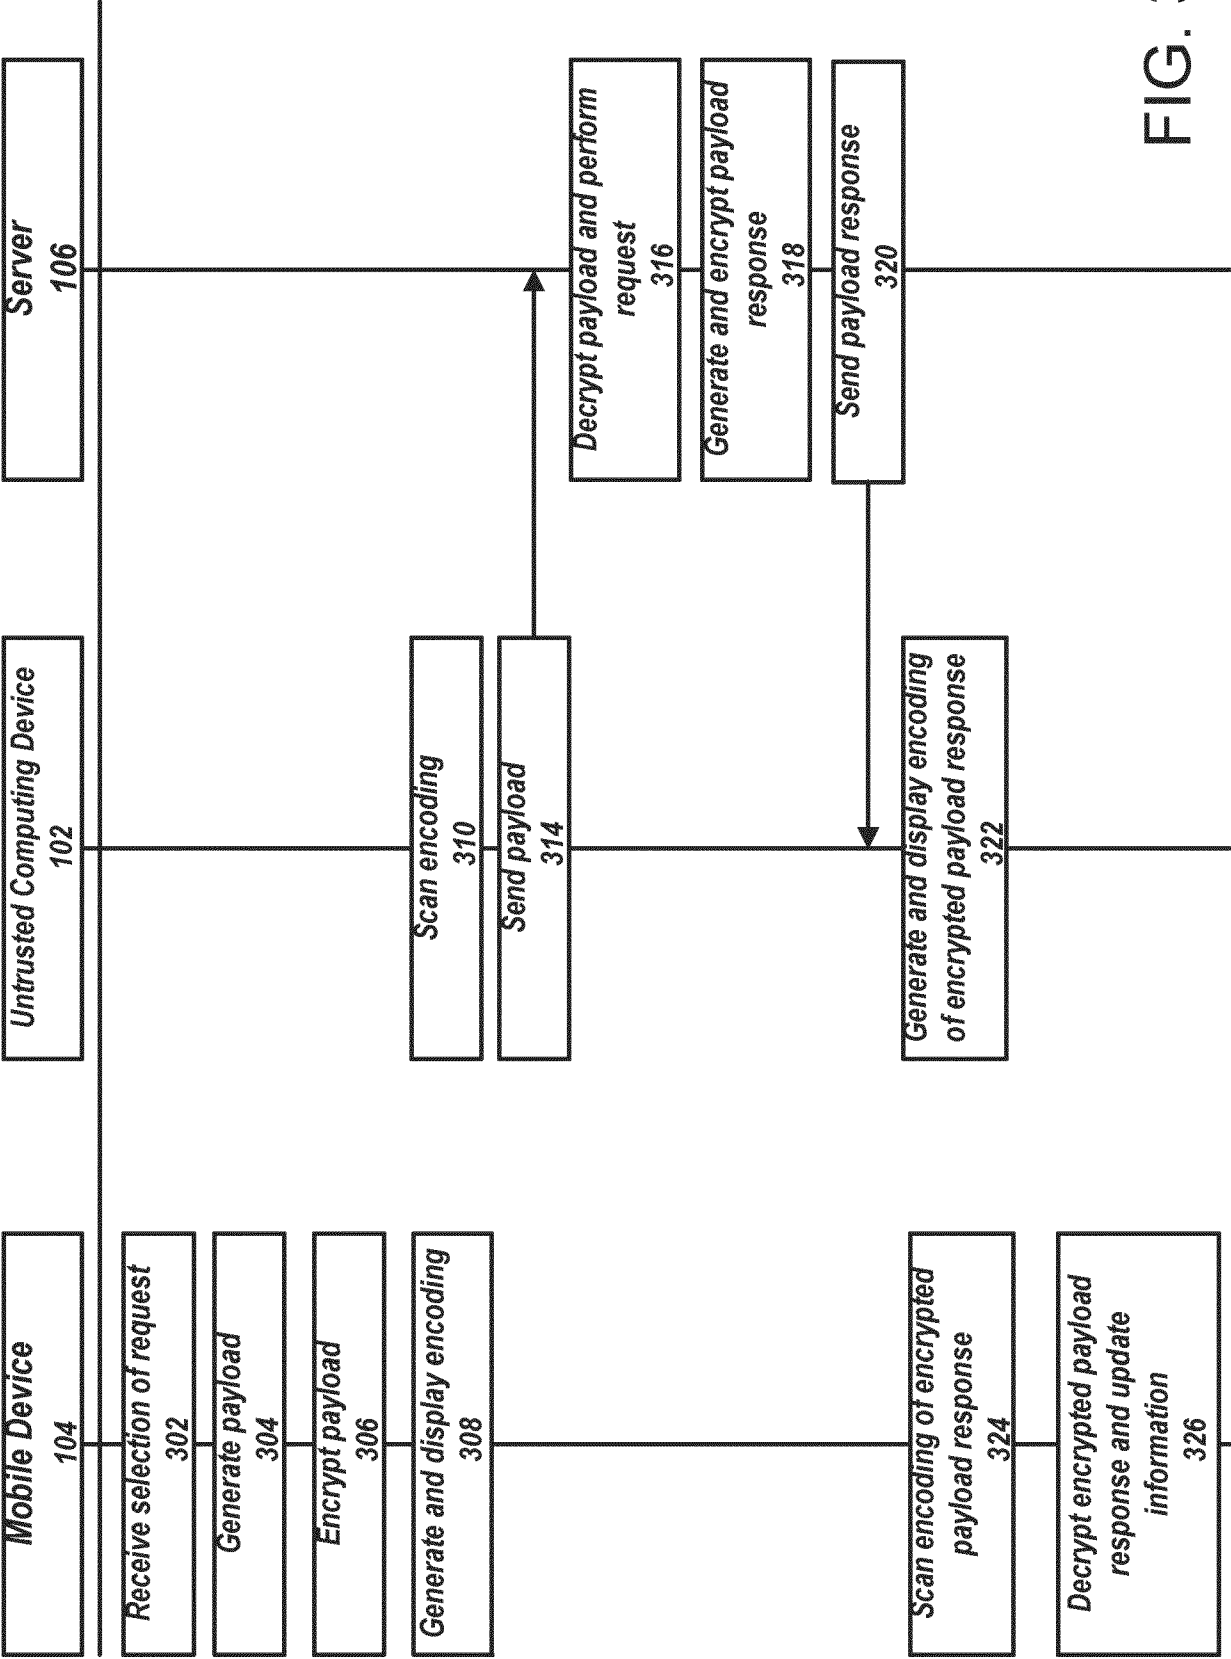 Mobile Device
104
Untrusted Computing Device
102
Server
106
Receive selection of request
302
Generate payload
304
Encrypt payload
306
Generate and display encoding
308
Scan encoding
310
Send payload
314
Decrypt payload and perform
request
316
Generate and encrypt payload
response
318
Send payload response
320
Generate and display encoding
of encrypted payload response
322
Scan encoding of encrypted
payload response
324
Decrypt encrypted payload
response and update
information
326
FIG.